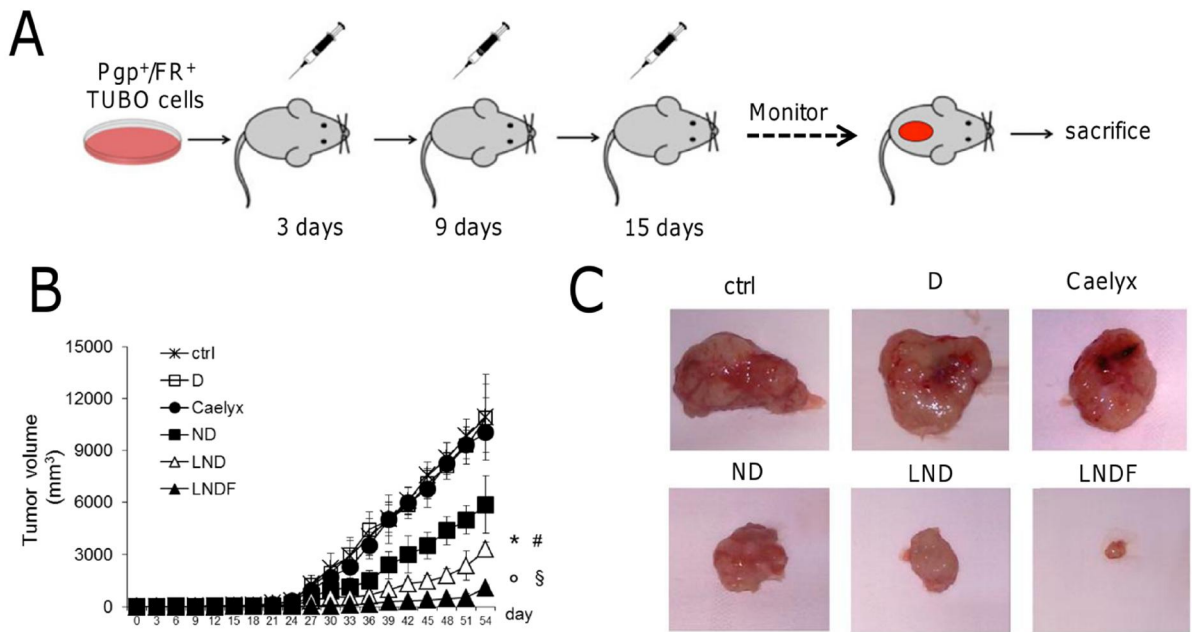 A
Pgp⁺/FR⁺
TUBO cells
Monitor
sacrifice
3 days
9 days
15 days
B
15000
12000
9000
6000
3000
0
Tumor volume
(mm³)
ctrl
D
Caelyx
ND
LND
LNDF
* #
° §
0 3 6 9 12 15 18 21 24 27 30 33 36 39 42 45 48 51 54 day
C
ctrl D Caelyx
ND LND LNDF